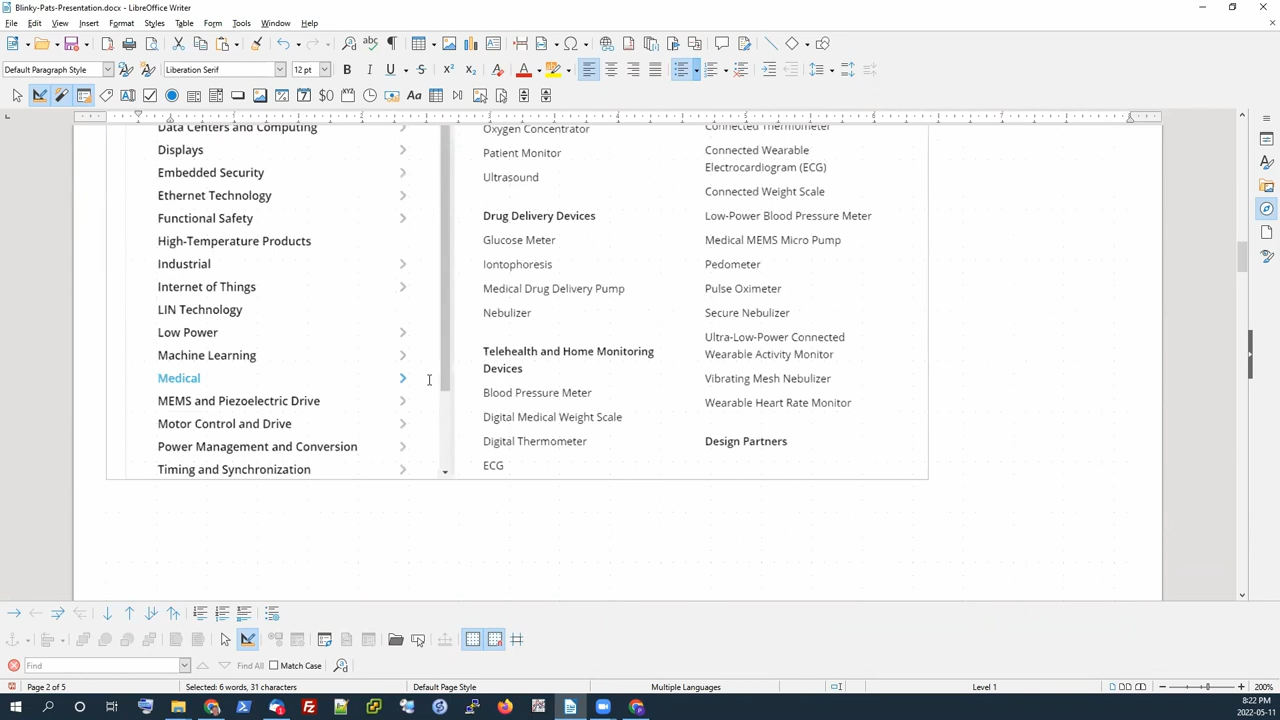 Blinky-Pats-Presentation.docx - LibreOffice Writer
File Edit View Insert Format Styles Table Form Tools Window Help
Default Paragraph Style
Liberation Serif
12 pt
Data Centers and Computing
Displays
Embedded Security
Ethernet Technology
Functional Safety
High-Temperature Products
Industrial
Internet of Things
LIN Technology
Low Power
Machine Learning
Medical
MEMS and Piezoelectric Drive
Motor Control and Drive
Power Management and Conversion
Timing and Synchronization
Oxygen Concentrator
Patient Monitor
Ultrasound
Drug Delivery Devices
Glucose Meter
Iontophoresis
Medical Drug Delivery Pump
Nebulizer
Telehealth and Home Monitoring
Devices
Blood Pressure Meter
Digital Medical Weight Scale
Digital Thermometer
ECG
Connected Thermometer
Connected Wearable
Electrocardiogram (ECG)
Connected Weight Scale
Low-Power Blood Pressure Meter
Medical MEMS Micro Pump
Pedometer
Pulse Oximeter
Secure Nebulizer
Ultra-Low-Power Connected
Wearable Activity Monitor
Vibrating Mesh Nebulizer
Wearable Heart Rate Monitor
Design Partners
Find
Find All
Match Case
Page 2 of 5
Selected: 6 words, 31 characters
Default Page Style
Multiple Languages
Level 1
200%
8:22 PM
2022-05-11